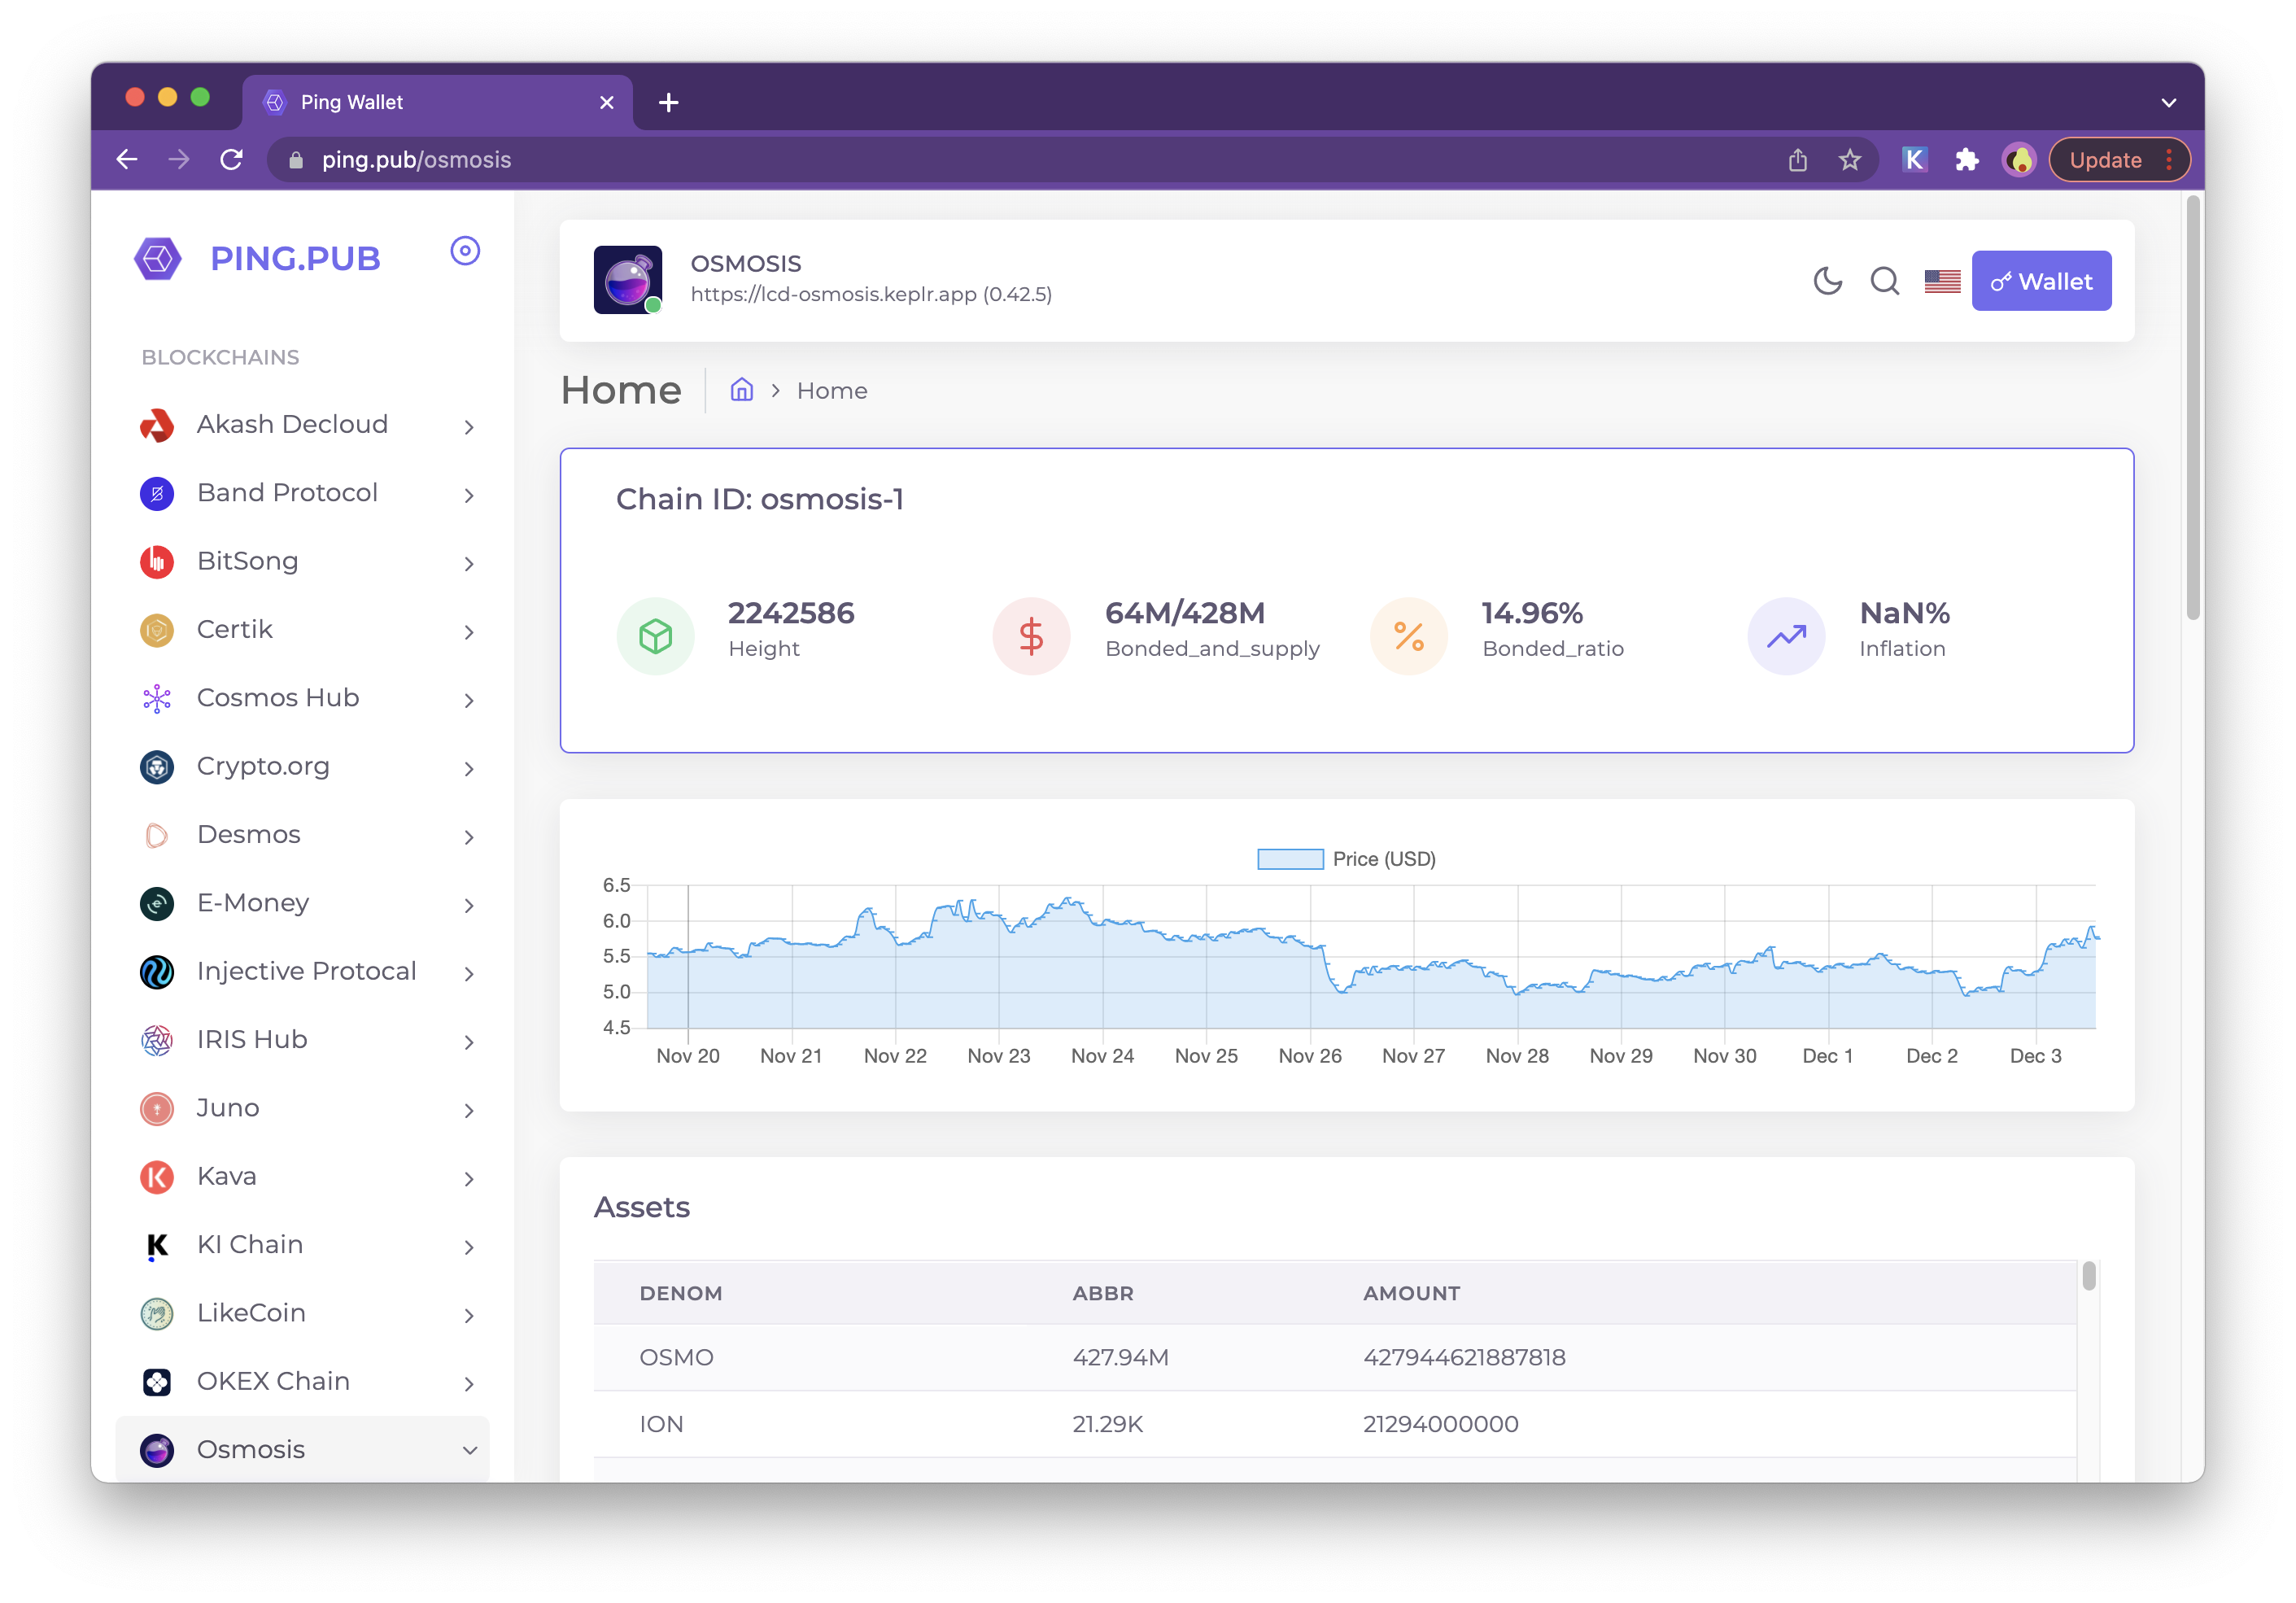 Ping Wallet
ping.pub/osmosis
Update
PING.PUB
BLOCKCHAINS
Akash Decloud
Band Protocol
BitSong
Certik
Cosmos Hub
Crypto.org
Desmos
E-Money
Injective Protocal
IRIS Hub
Juno
Kava
KI Chain
LikeCoin
OKEX Chain
Osmosis
OSMOSIS
https://lcd-osmosis.keplr.app (0.42.5)
Wallet
Home
Home
Chain ID: osmosis-1
2242586
Height
64M/428M
Bonded_and_supply
14.96%
Bonded_ratio
NaN%
Inflation
Price (USD)
6.5
6.0
5.5
5.0
4.5
Nov 20 Nov 21 Nov 22 Nov 23 Nov 24 Nov 25 Nov 26 Nov 27 Nov 28 Nov 29 Nov 30 Dec 1 Dec 2 Dec 3
Assets
DENOM ABBR AMOUNT
OSMO 427.94M 427944621887818
ION 21.29K 21294000000